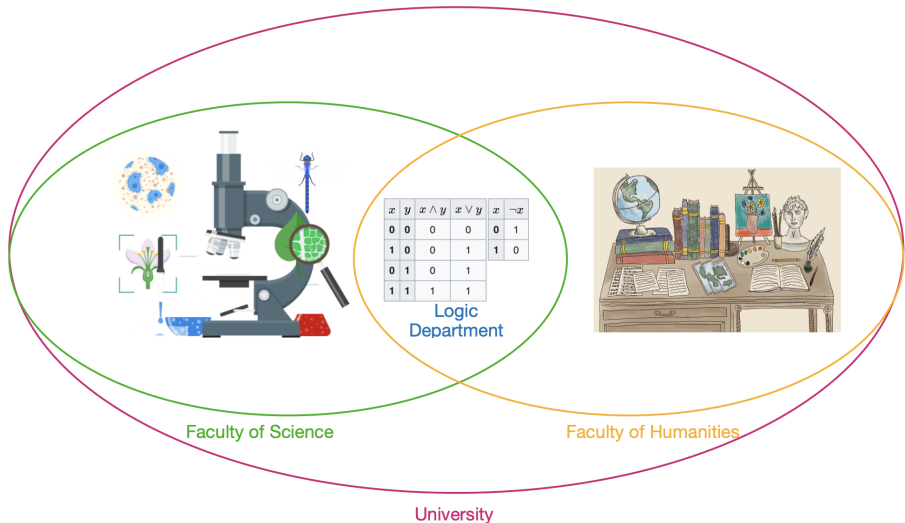 x y x ∧ y x ∨ y x ¬x
0 0 0 0 0 1
1 0 0 1 1 0
0 1 0 1
1 1 1 1
Logic
Department
Faculty of Science
Faculty of Humanities
University